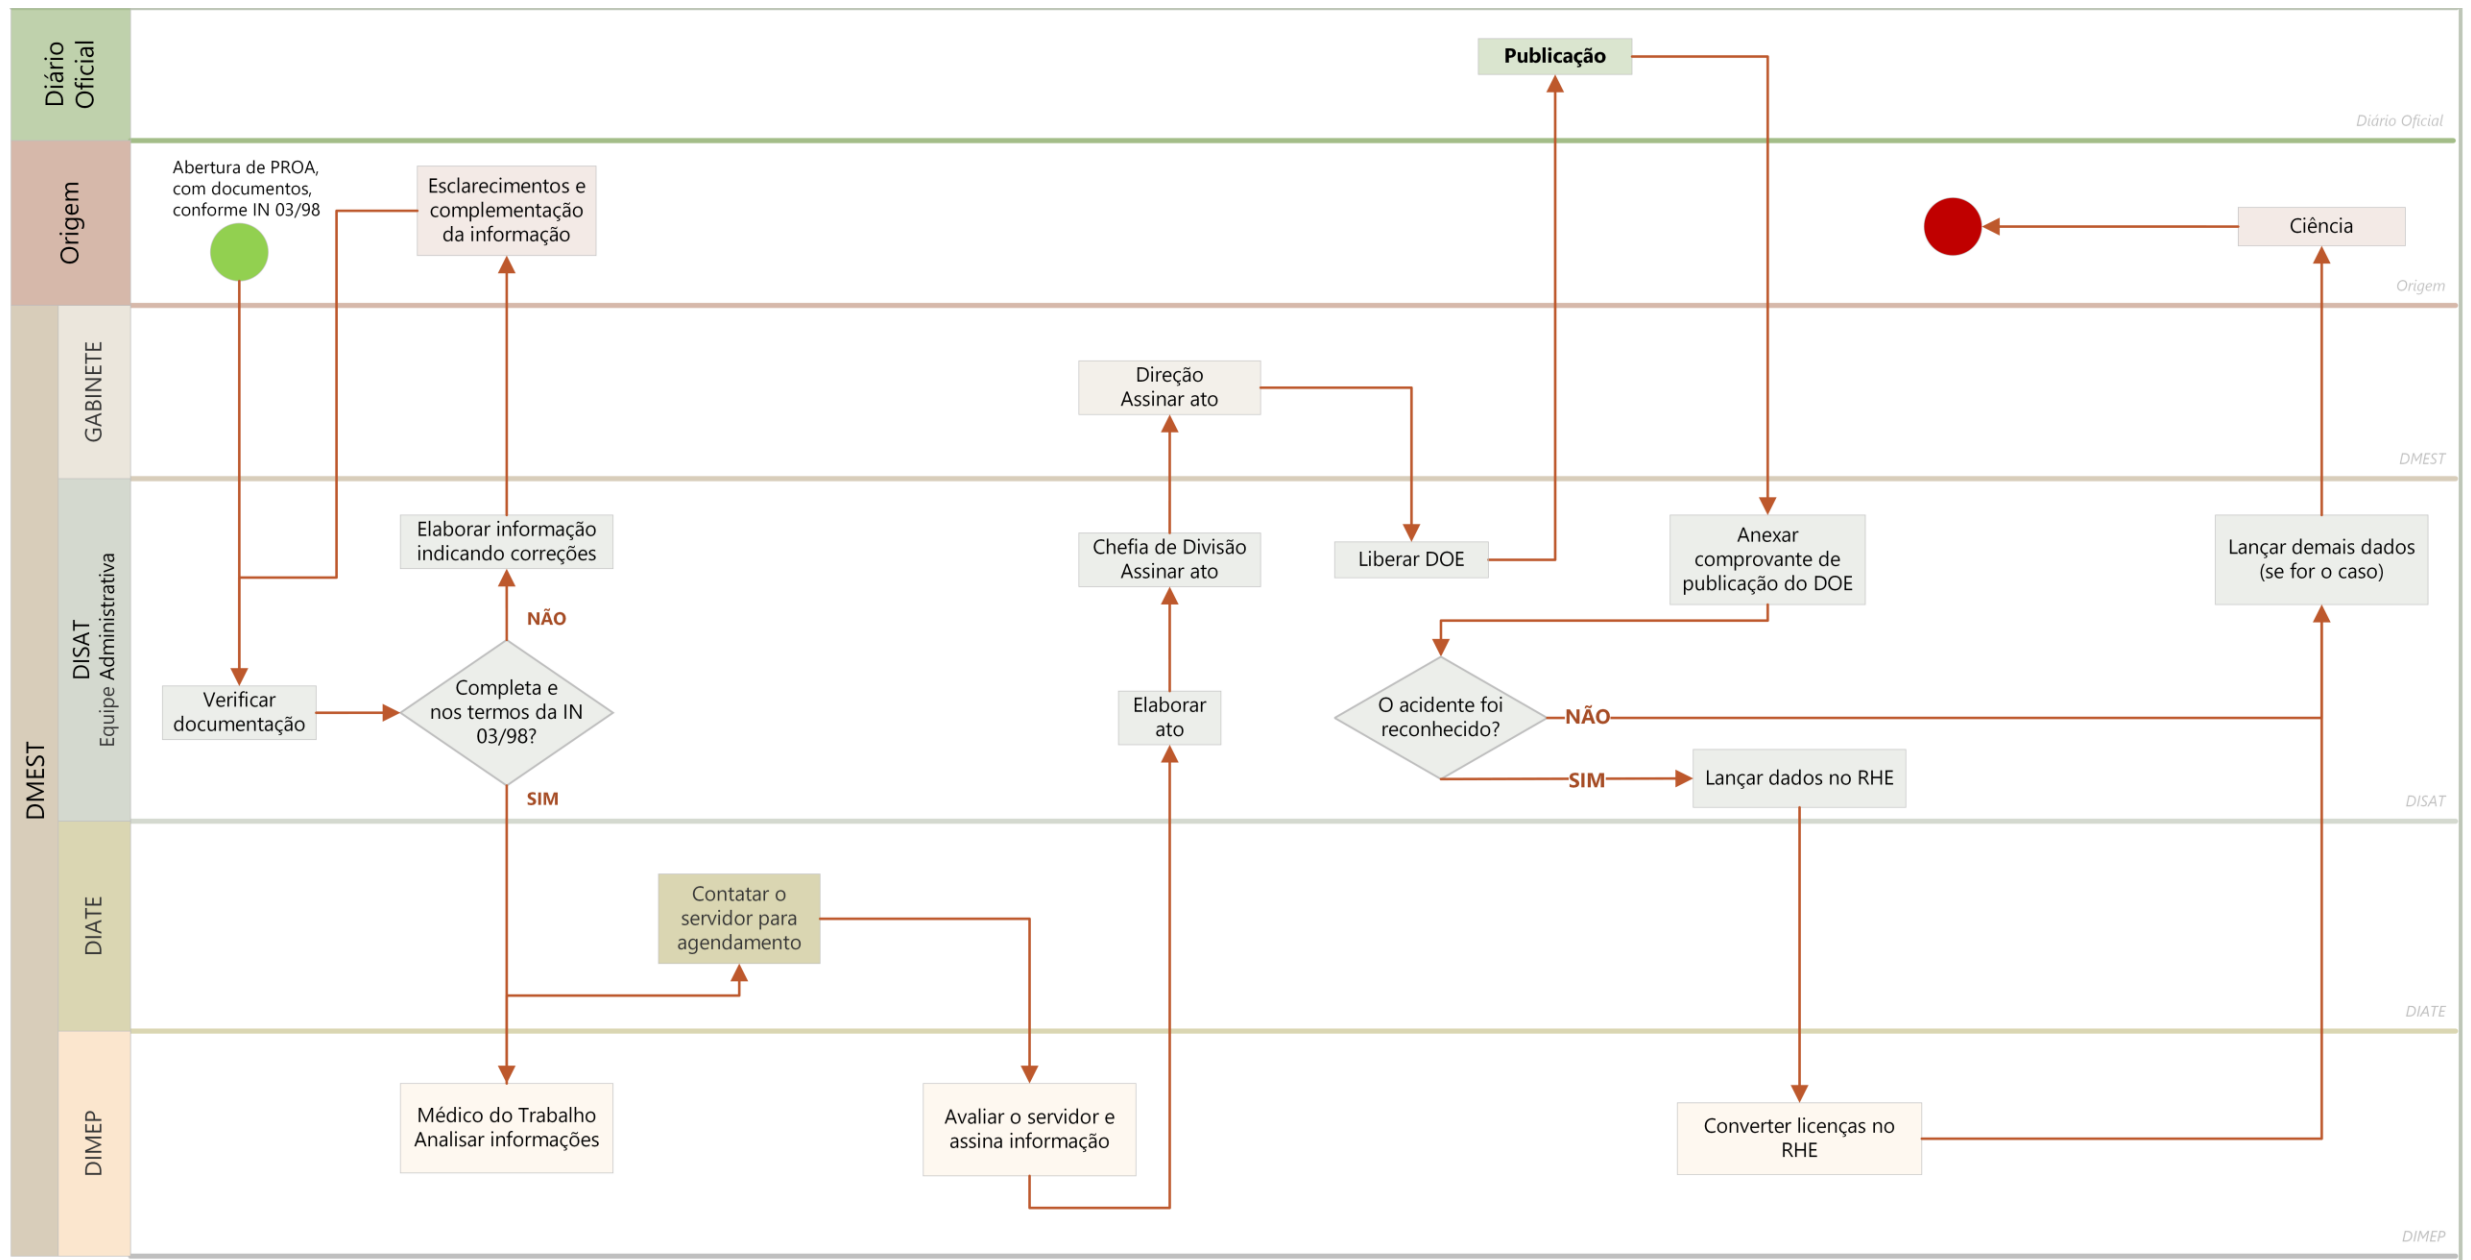 Diário
Oficial
Publicação
Diário Oficial
Origem
Abertura de PROA,
com documentos,
conforme IN 03/98
Esclarecimentos e
complementação
da informação
Ciência
Origem
DMEST
GABINETE
Direção
Assinar ato
DMEST
DISAT
Equipe Administrativa
Elaborar informação
indicando correções
NÃO
Verificar
documentação
Completa e
nos termos da IN
03/98?
SIM
Chefia de Divisão
Assinar ato
Elaborar
ato
Liberar DOE
Anexar
comprovante de
publicação do DOE
O acidente foi
reconhecido?
NÃO
SIM
Lançar dados no RHE
Lançar demais dados
(se for o caso)
DISAT
DIATE
Contatar o
servidor para
agendamento
DIATE
DIMEP
Médico do Trabalho
Analisar informações
Avaliar o servidor e
assina informação
Converter licenças no
RHE
DIMEP